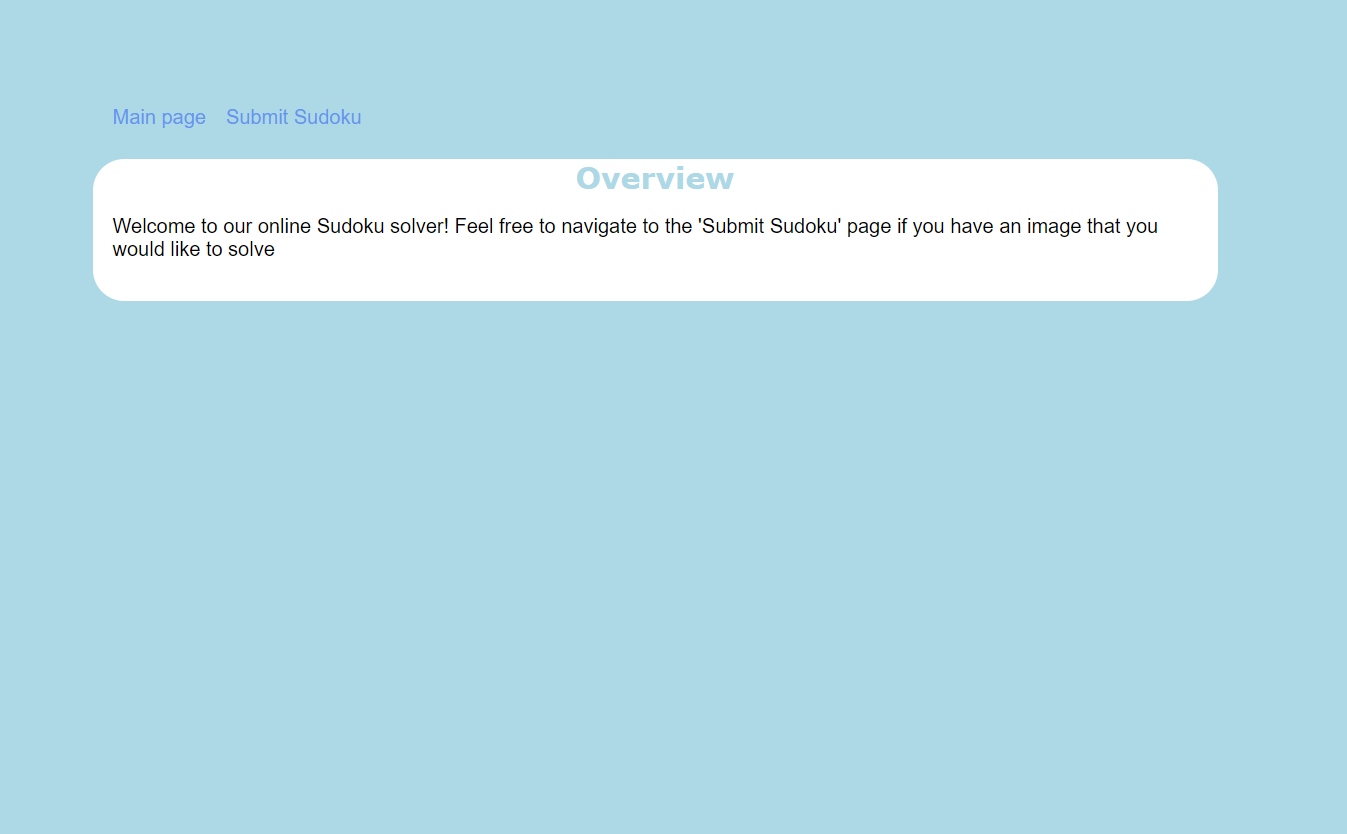 Main page Submit Sudoku
Overview
Welcome to our online Sudoku solver! Feel free to navigate to the 'Submit Sudoku' page if you have an image that you
would like to solve